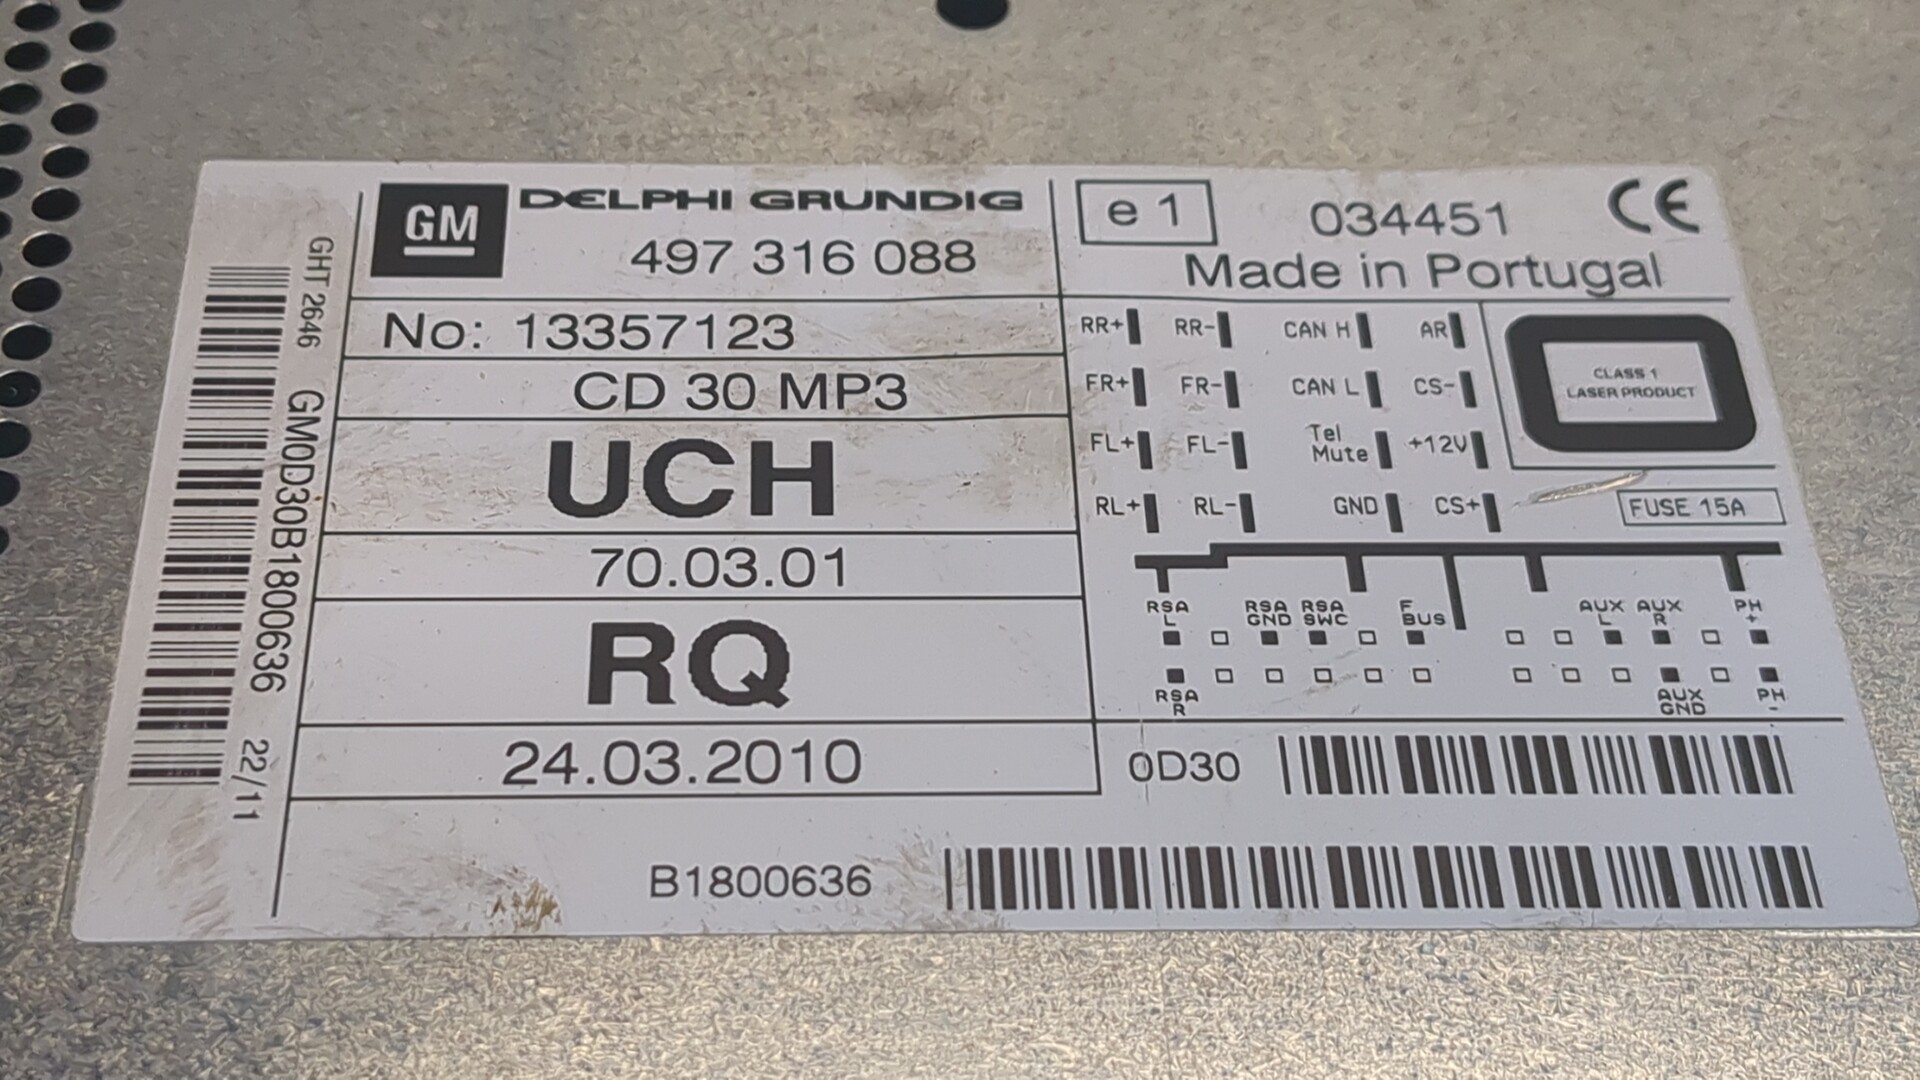 GM
DELPHI GRUNDIG
497 316 088
No: 13357123
CD 30 MP3
UCH
70.03.01
RQ
24.03.2010
GHT 2646 GM0D30B1800636 22/11
e 1 034451 CE
Made in Portugal
RR+ RR- CAN H AR
FR+ FR- CAN L CS-
FL+ FL- Tel Mute +12V
RL+ RL- GND CS+
CLASS 1
LASER PRODUCT
FUSE 15A
RSA L RSA GND RSA SWC F BUS AUX L AUX R PH +
RSA R AUX GND PH -
0D30
B1800636